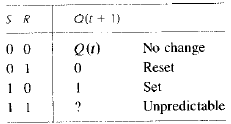 S R Q(t + 1)
0 0 Q(t) No change
0 1 0 Reset
1 0 1 Set
1 1 ? Unpredictable